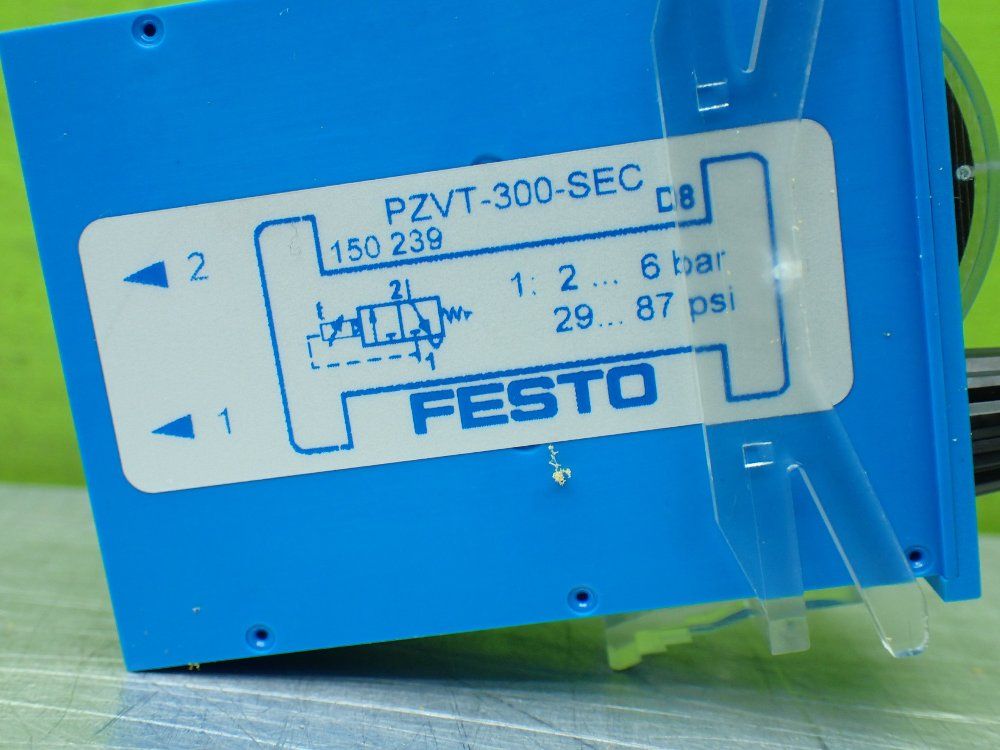 PZVT-300-SEC
D8
150 239
2
1: 2 ... 6 bar
29... 87 psi
2
t
1
1
FESTO